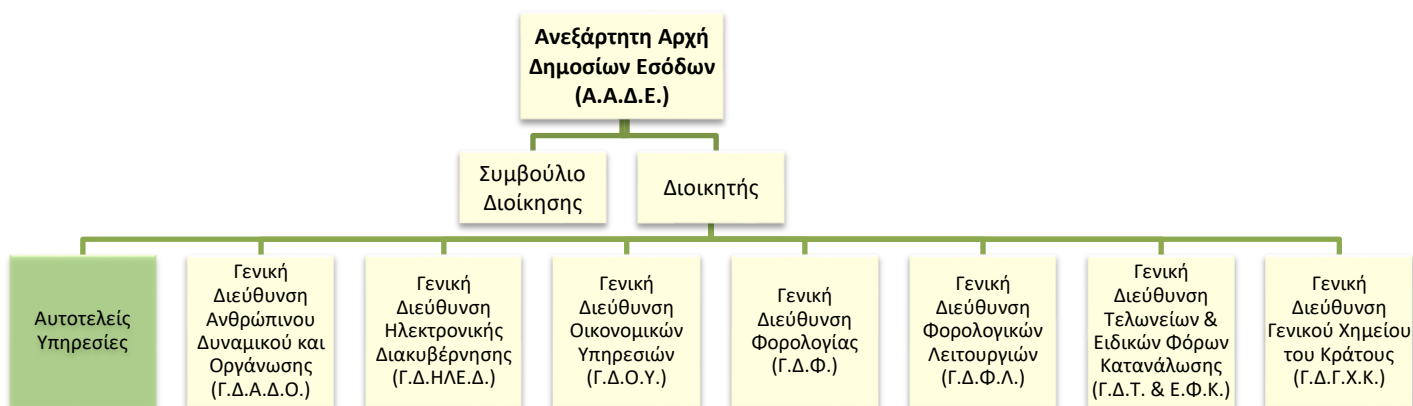 Ανεξάρτητη Αρχή
Δημοσίων Εσόδων
(Α.Α.Δ.Ε.)
Συμβούλιο
Διοίκησης
Διοικητής
Αυτοτελείς
Υπηρεσίες
Γενική
Διεύθυνση
Ανθρώπινου
Δυναμικού και
Οργάνωσης
(Γ.Δ.Α.Δ.Ο.)
Γενική
Διεύθυνση
Ηλεκτρονικής
Διακυβέρνησης
(Γ.Δ.ΗΛΕ.Δ.)
Γενική
Διεύθυνση
Οικονομικών
Υπηρεσιών
(Γ.Δ.Ο.Υ.)
Γενική
Διεύθυνση
Φορολογίας
(Γ.Δ.Φ.)
Γενική
Διεύθυνση
Φορολογικών
Λειτουργιών
(Γ.Δ.Φ.Λ.)
Γενική
Διεύθυνση
Τελωνείων &
Ειδικών Φόρων
Κατανάλωσης
(Γ.Δ.Τ. & Ε.Φ.Κ.)
Γενική
Διεύθυνση
Γενικού Χημείου
του Κράτους
(Γ.Δ.Γ.Χ.Κ.)